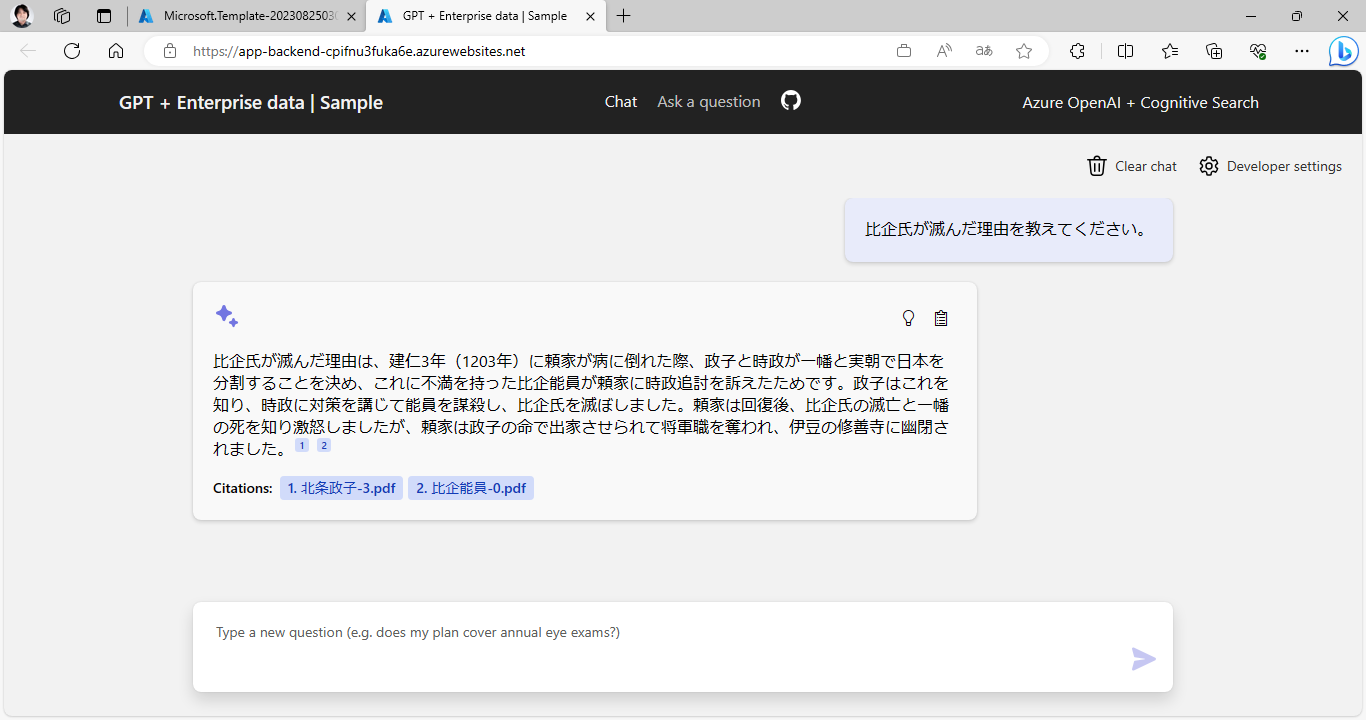 Microsoft.Template-2023082503
GPT + Enterprise data | Sample
https://app-backend-cpifnu3fuka6e.azurewebsites.net
GPT + Enterprise data | Sample
Chat
Ask a question
Azure OpenAI + Cognitive Search
Clear chat
Developer settings
比企氏が滅んだ理由を教えてください。
比企氏が滅んだ理由は、建仁3年（1203年）に頼家が病に倒れた際、政子と時政が一幡と実朝で日本を
分割することを決め、これに不満を持った比企能員が頼家に時政追討を訴えたためです。政子はこれを
知り、時政に対策を講じて能員を謀殺し、比企氏を滅ぼしました。頼家は回復後、比企氏の滅亡と一幡
の死を知り激怒しましたが、頼家は政子の命で出家させられて将軍職を奪われ、伊豆の修善寺に幽閉さ
れました。 1 2
Citations: 1. 北条政子-3.pdf 2. 比企能員-0.pdf
Type a new question (e.g. does my plan cover annual eye exams?)